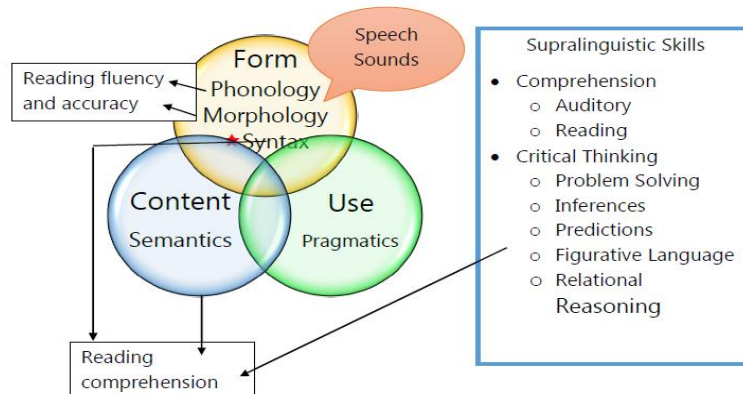 Speech
Sounds
Form
Phonology
Morphology
Syntax
Reading fluency
and accuracy
Content
Semantics
Use
Pragmatics
Reading
comprehension
Supralinguistic Skills
• Comprehension
o Auditory
o Reading
• Critical Thinking
o Problem Solving
o Inferences
o Predictions
o Figurative Language
o Relational
Reasoning